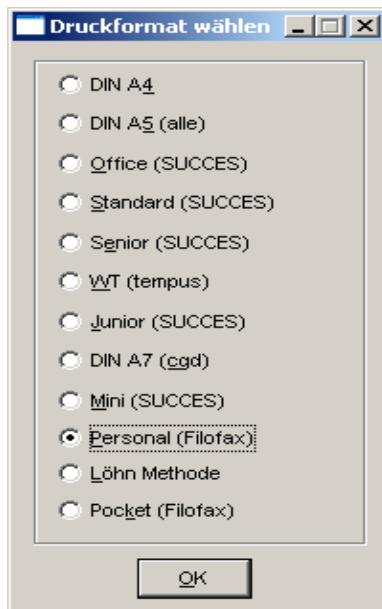 Druckformat wählen
DIN A4
DIN A5 (alle)
Office (SUCCES)
Standard (SUCCES)
Senior (SUCCES)
VVT (tempus)
Junior (SUCCES)
DIN A7 (cgd)
Mini (SUCCES)
Personal (Filofax)
Löhn Methode
Pocket (Filofax)
OK